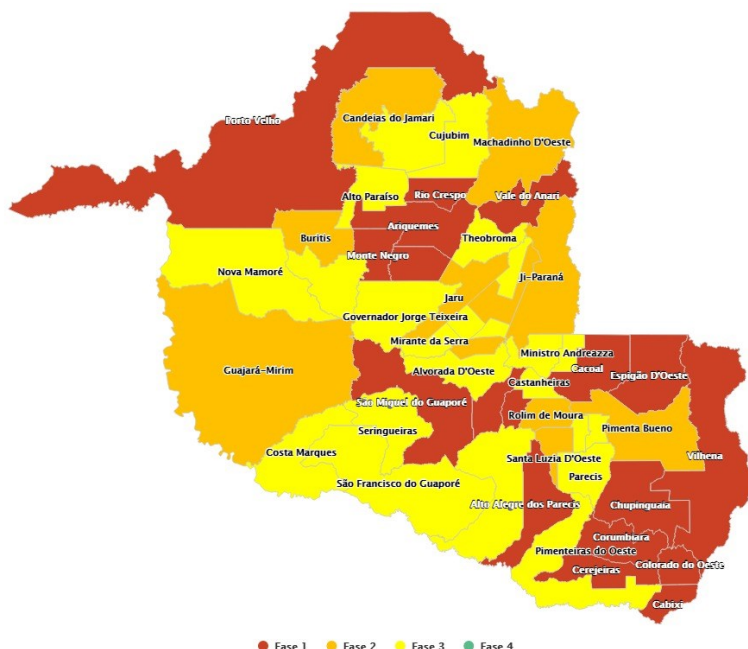 Porto Velho
Candeias do Jamari
Cujubim
Machadinho D'Oeste
Alto Paraíso
Rio Crespo
Vale do Anari
Ariquemes
Buritis
Theobroma
Monte Negro
Nova Mamoré
Ji-Paraná
Jaru
Governador Jorge Teixeira
Mirante da Serra
Ministro Andreazza
Guajará-Mirim
Alvorada D'Oeste
Cacoal
Espigão D'Oeste
Castanheiras
São Miguel do Guaporé
Rolim de Moura
Seringueiras
Pimenta Bueno
Costa Marques
Santa Luzia D'Oeste
Vilhena
Parecis
São Francisco do Guaporé
Alto Alegre dos Parecis
Chupinguaia
Corumbiara
Pimenteiras do Oeste
Colorado do Oeste
Cerejeiras
Cabixi
Fase 1 Fase 2 Fase 3 Fase 4